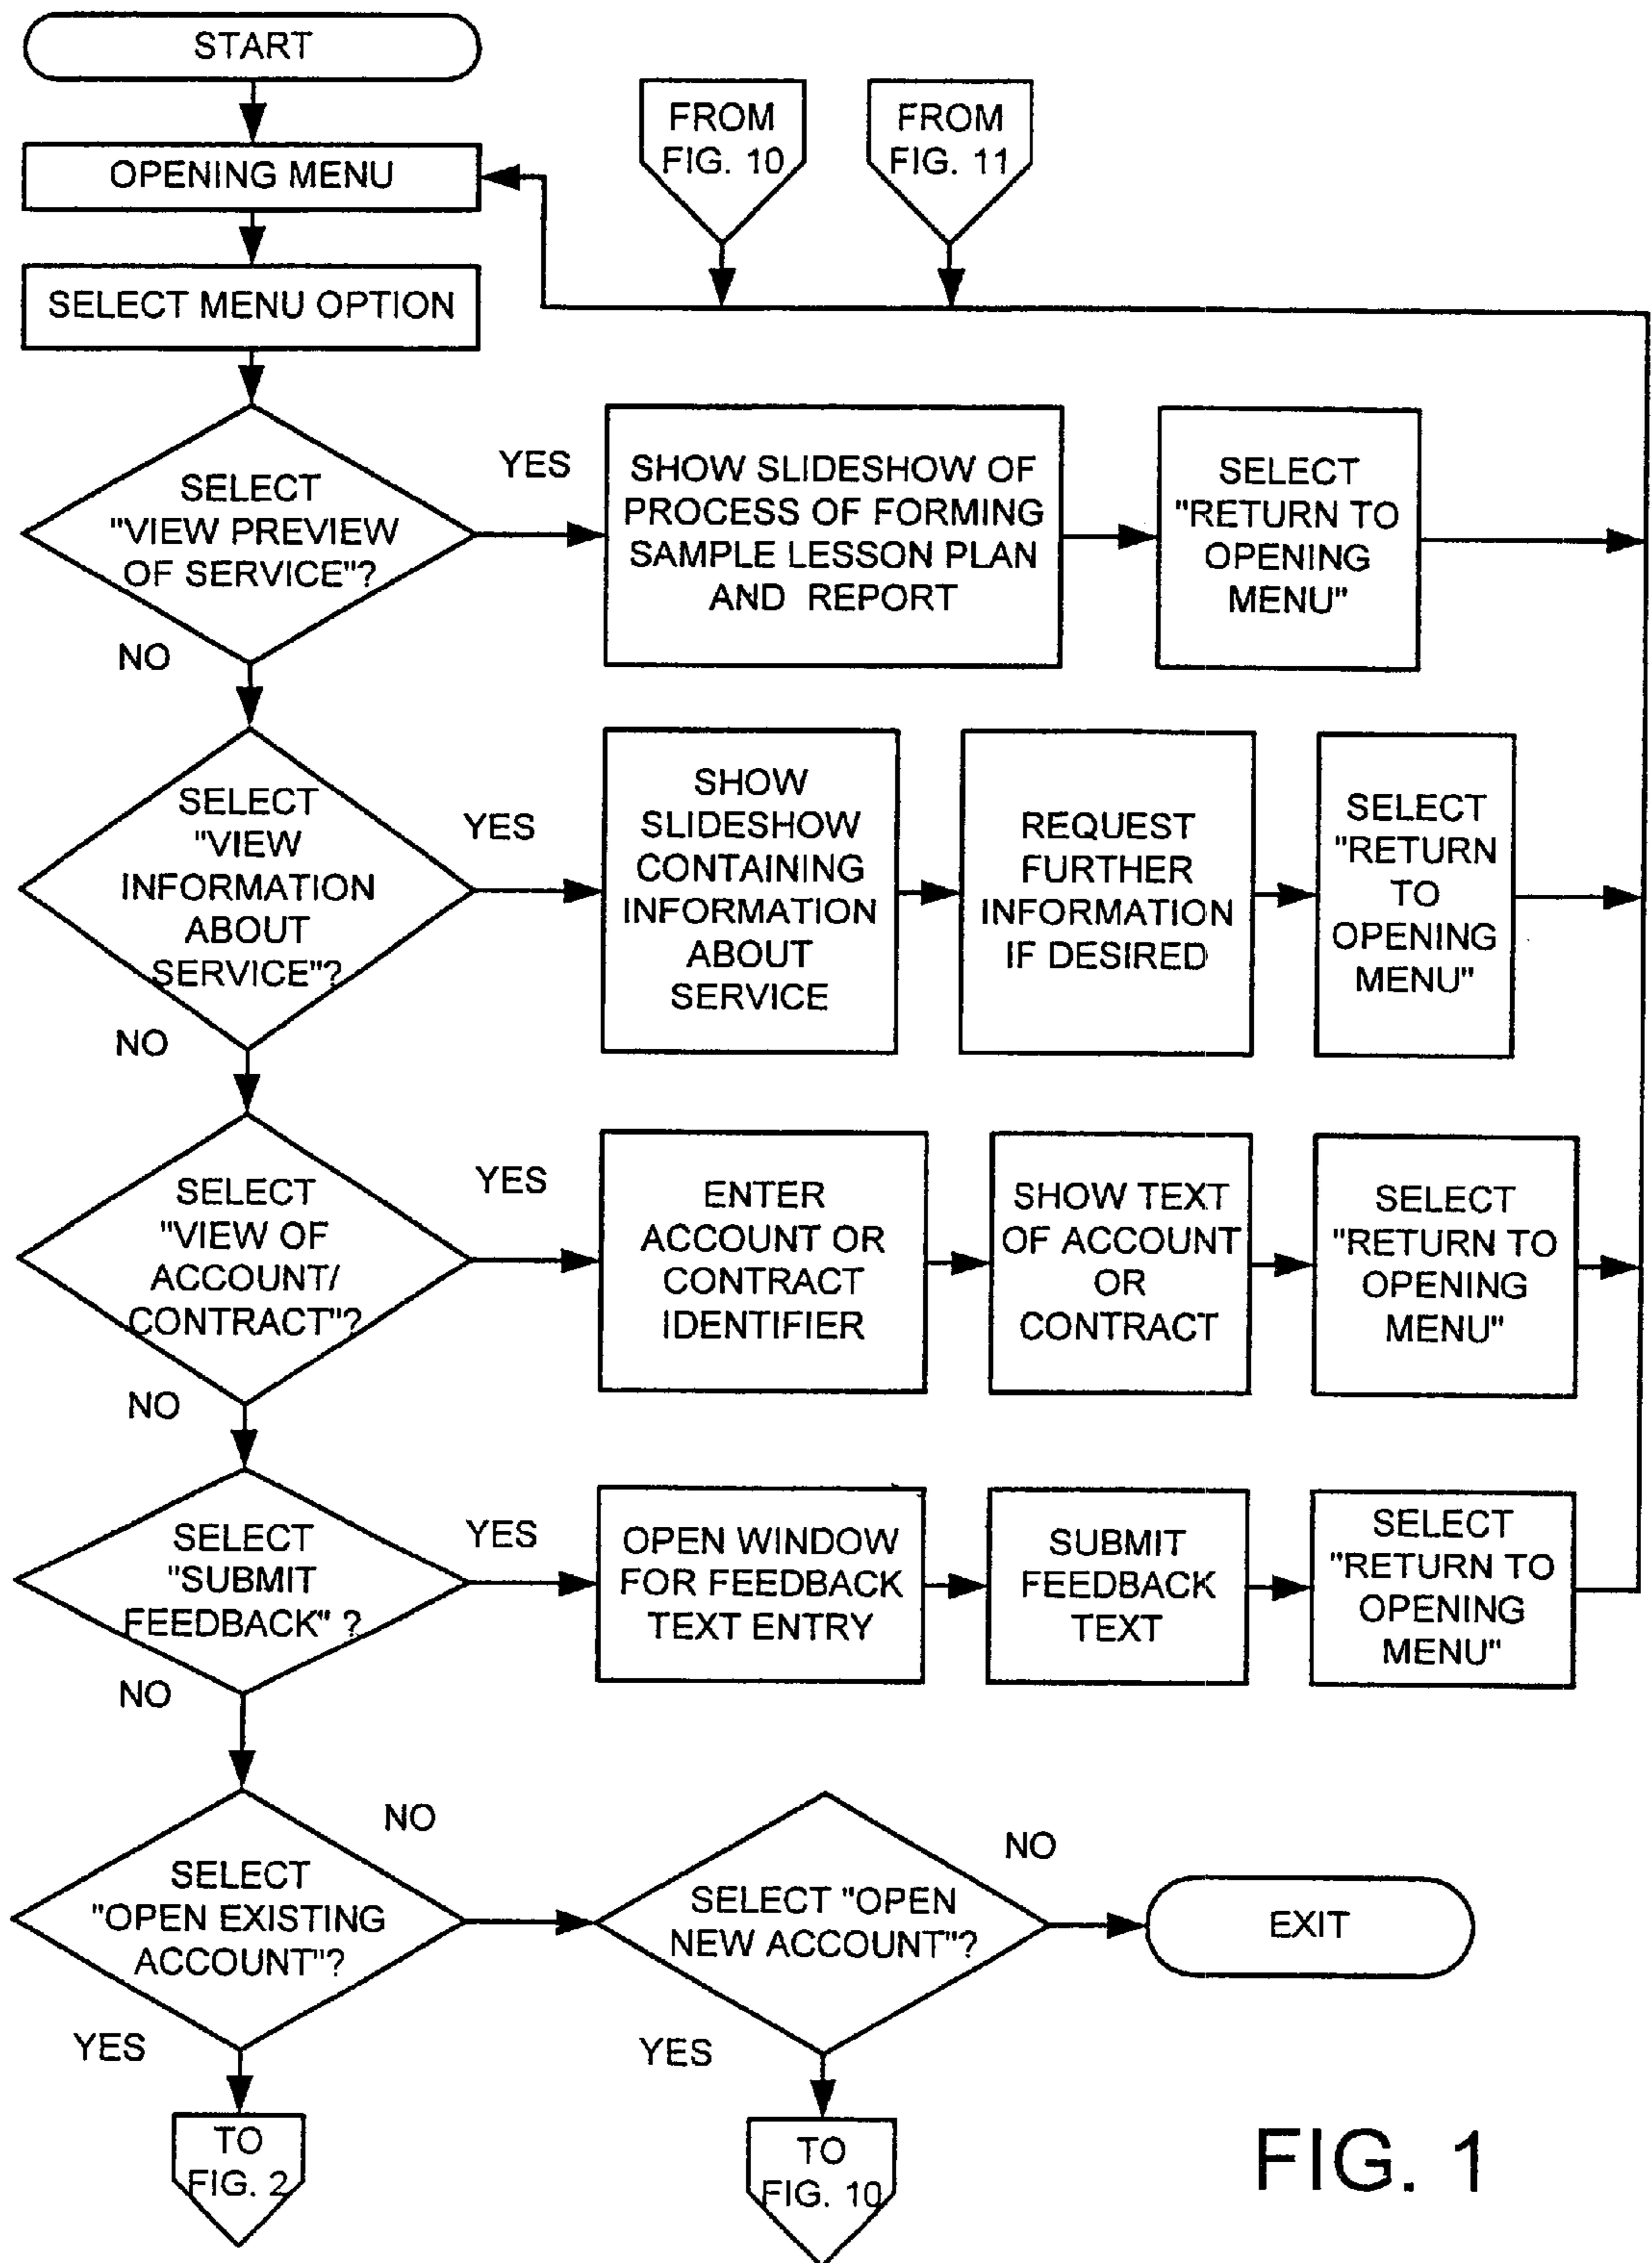 START
FROM
FIG. 10
FROM
FIG. 11
OPENING MENU
SELECT MENU OPTION
SELECT
"VIEW PREVIEW
OF SERVICE"?
YES
SHOW SLIDESHOW OF
PROCESS OF FORMING
SAMPLE LESSON PLAN
AND REPORT
SELECT
"RETURN TO
OPENING
MENU"
NO
SELECT
"VIEW
INFORMATION
ABOUT
SERVICE"?
YES
SHOW
SLIDESHOW
CONTAINING
INFORMATION
ABOUT
SERVICE
REQUEST
FURTHER
INFORMATION
IF DESIRED
SELECT
"RETURN
TO
OPENING
MENU"
NO
SELECT
"VIEW OF
ACCOUNT/
CONTRACT"?
YES
ENTER
ACCOUNT OR
CONTRACT
IDENTIFIER
SHOW TEXT
OF ACCOUNT
OR
CONTRACT
SELECT
"RETURN TO
OPENING
MENU"
NO
SELECT
"SUBMIT
FEEDBACK" ?
YES
OPEN WINDOW
FOR FEEDBACK
TEXT ENTRY
SUBMIT
FEEDBACK
TEXT
SELECT
"RETURN TO
OPENING
MENU"
NO
SELECT
"OPEN EXISTING
ACCOUNT"?
NO
SELECT "OPEN
NEW ACCOUNT"?
NO
EXIT
YES
TO
FIG. 2
YES
TO
FIG. 10
FIG. 1